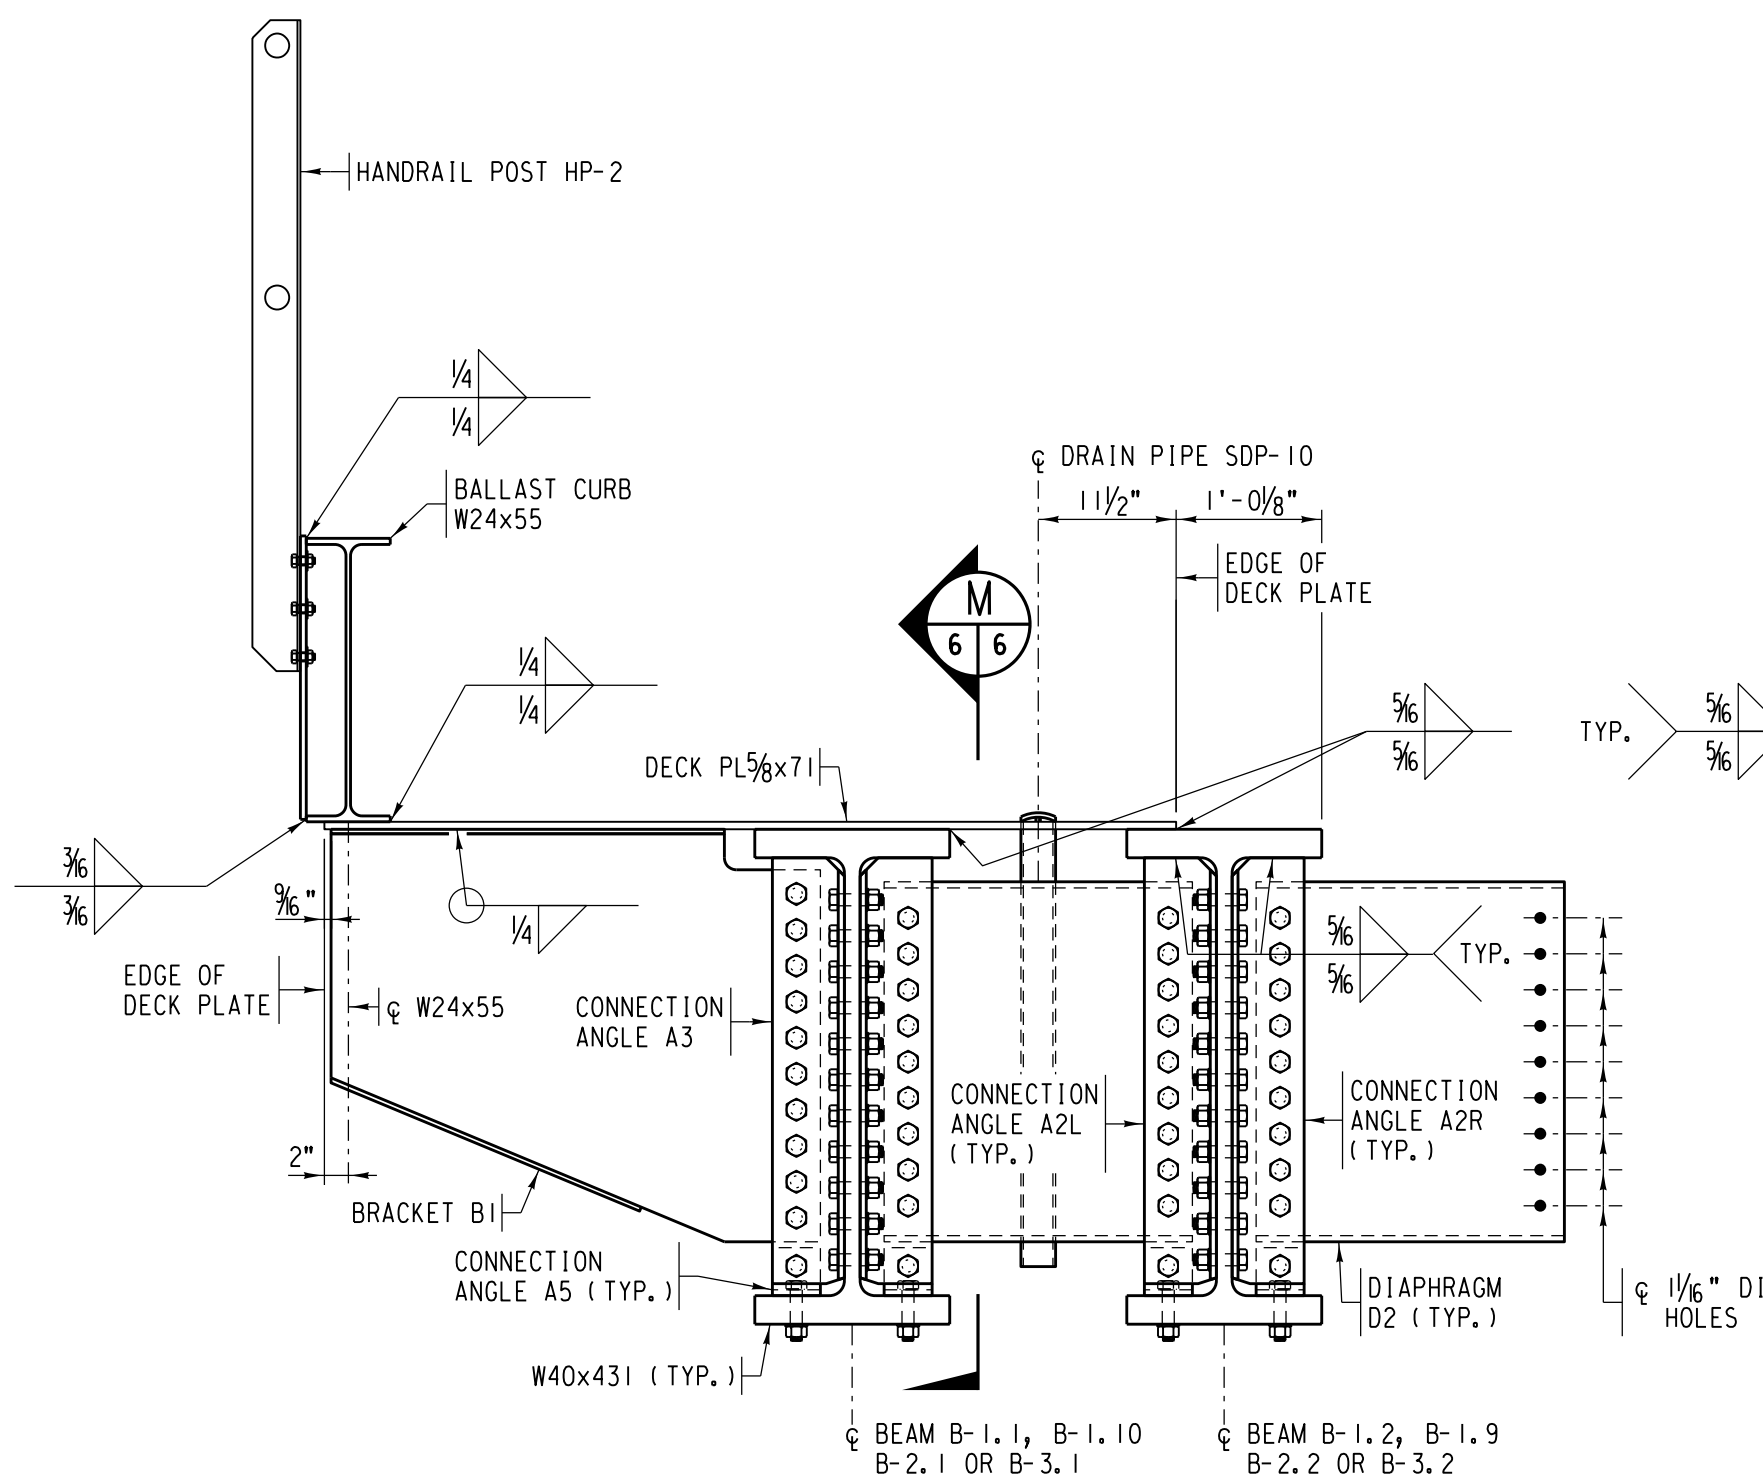 HANDRAIL POST HP-2
1/4
1/4
BALLAST CURB
W24x55
℄ DRAIN PIPE SDP-10
11 1/2"
1'-0 1/8"
EDGE OF
DECK PLATE
M
6 6
1/4
1/4
5/16
5/16
TYP.
5/16
5/16
DECK PL 5/8x71
3/16
3/16
9/16"
1/4
5/16
5/16
TYP.
EDGE OF
DECK PLATE
℄ W24x55
CONNECTION
ANGLE A3
CONNECTION
ANGLE A2L
(TYP.)
CONNECTION
ANGLE A2R
(TYP.)
2"
BRACKET B1
CONNECTION
ANGLE A5 (TYP.)
DIAPHRAGM
D2 (TYP.)
℄ 1 1/16" DI
HOLES
W40x431 (TYP.)
℄ BEAM B-1.1, B-1.10
B-2.1 OR B-3.1
℄ BEAM B-1.2, B-1.9
B-2.2 OR B-3.2